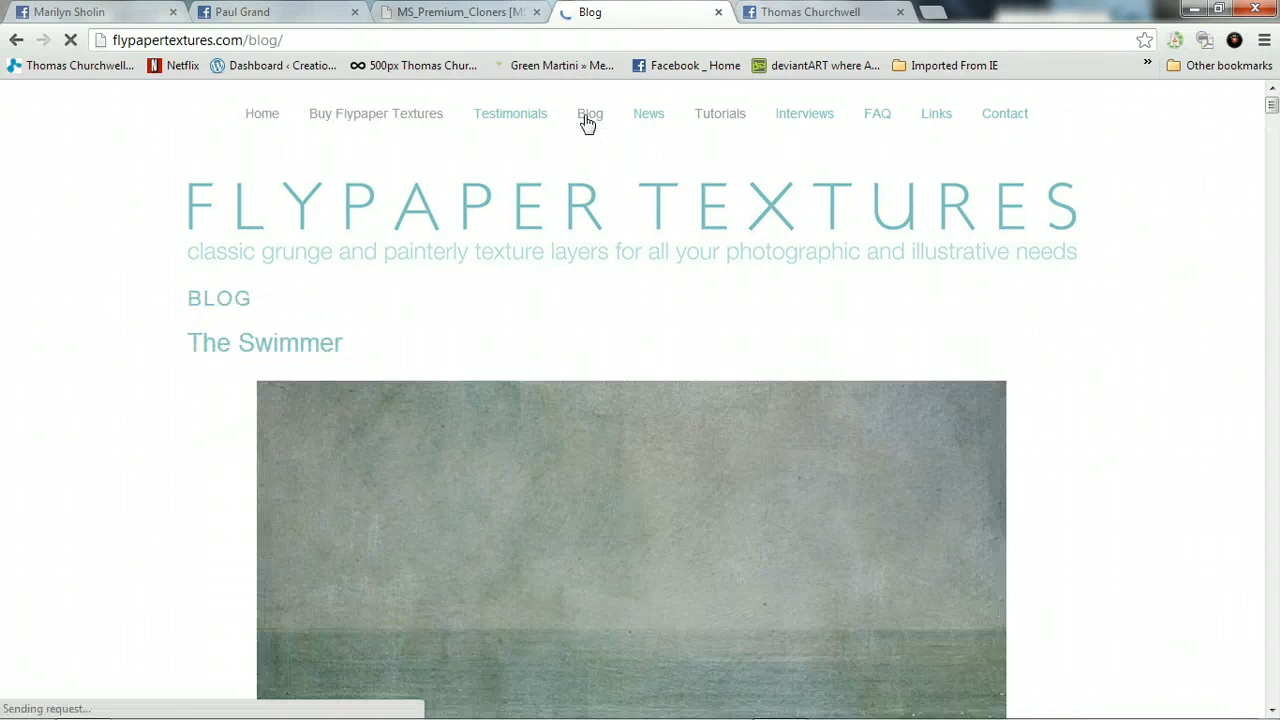 Marilyn Sholin
Paul Grand
MS_Premium_Cloners [MS
Blog
Thomas Churchwell
flypapertextures.com/blog/
Thomas Churchwell...
Netflix
Dashboard ‹ Creatio...
500px Thomas Chur...
Green Martini » Me...
Facebook _ Home
deviantART where A...
Imported From IE
»
Other bookmarks
Home
Buy Flypaper Textures
Testimonials
Blog
News
Tutorials
Interviews
FAQ
Links
Contact
FLYPAPER TEXTURES
classic grunge and painterly texture layers for all your photographic and illustrative needs
BLOG
The Swimmer
Sending request...